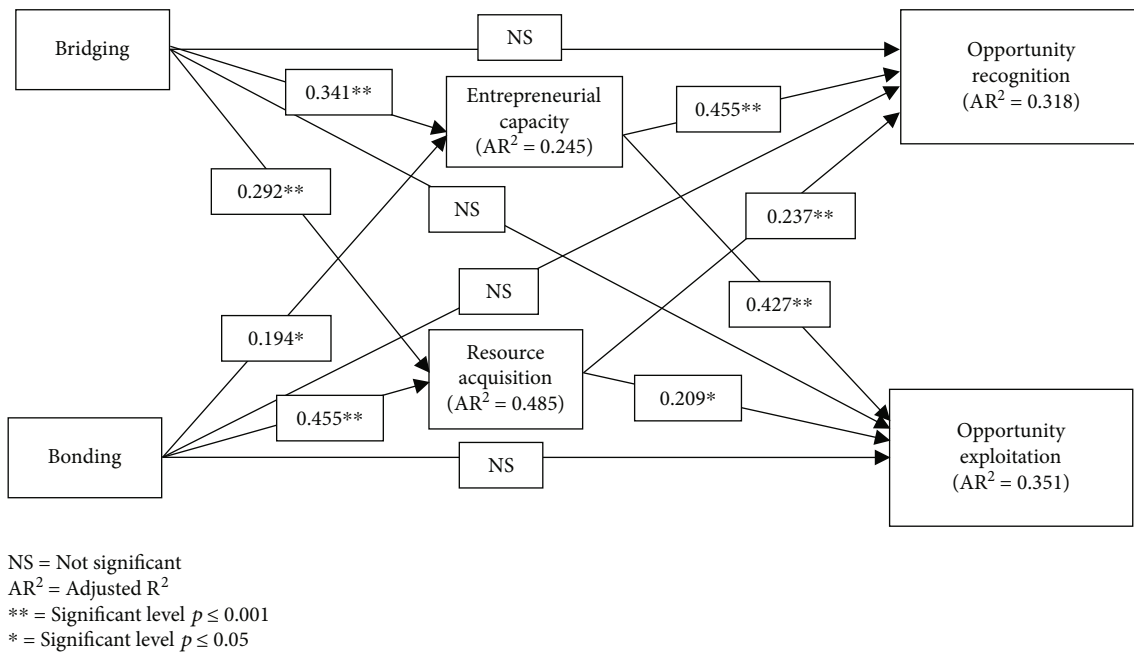 Bridging
NS
Opportunity
recognition
(AR² = 0.318)
0.341**
Entrepreneurial
capacity
(AR² = 0.245)
0.455**
0.292**
NS
0.237**
NS
0.427**
0.194*
Resource
acquisition
(AR² = 0.485)
0.209*
0.455**
Bonding
NS
Opportunity
exploitation
(AR² = 0.351)
NS = Not significant
AR² = Adjusted R²
** = Significant level p ≤ 0.001
* = Significant level p ≤ 0.05